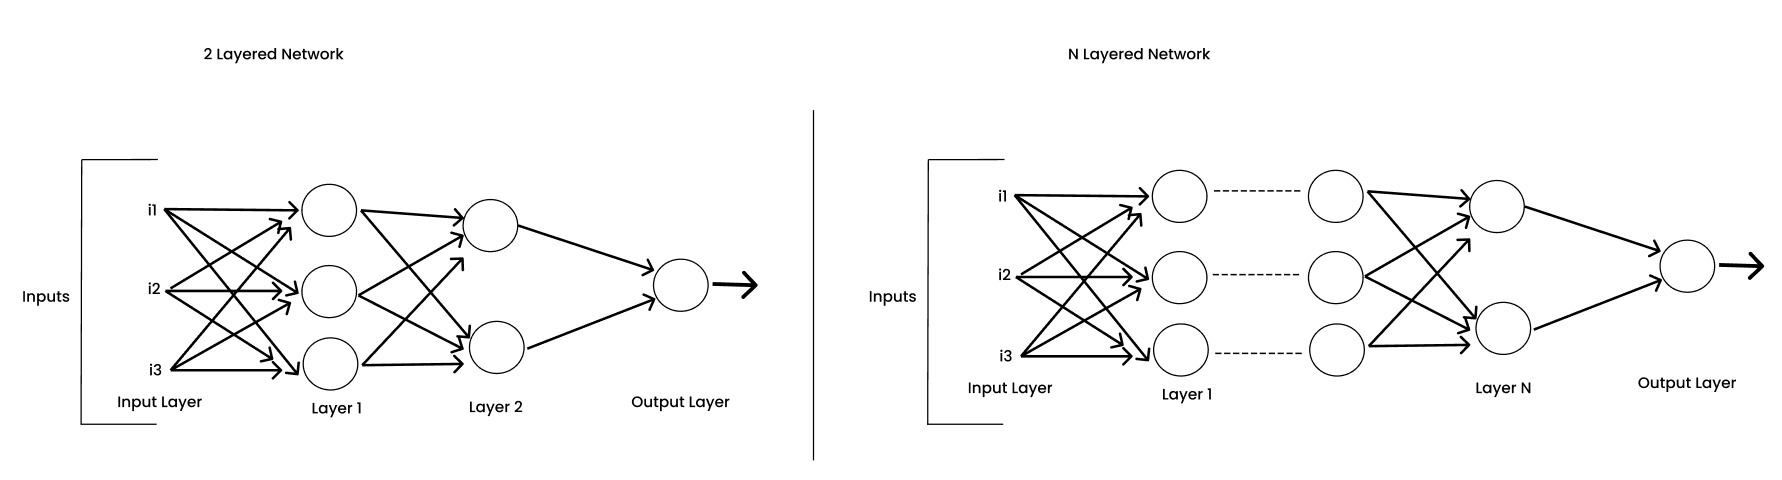 2 Layered Network
Inputs
i1
i2
i3
Input Layer
Layer 1
Layer 2
Output Layer
N Layered Network
Inputs
i1
i2
i3
Input Layer
Layer 1
Layer N
Output Layer